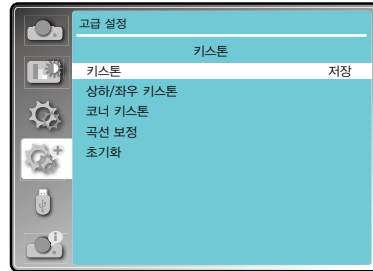 고급 설정
키스톤
키스톤 저장
상하/좌우 키스톤
코너 키스톤
곡선 보정
초기화